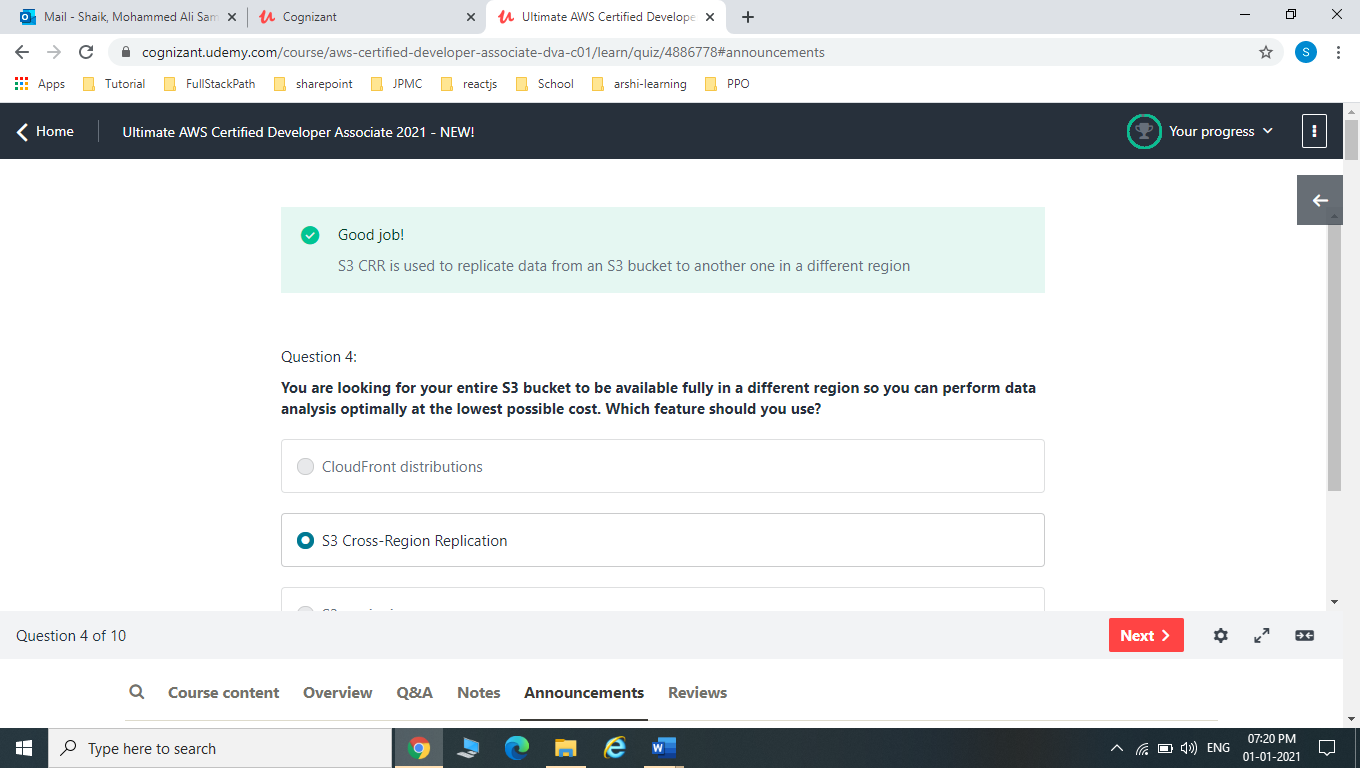 Mail - Shaik, Mohammed Ali Sam
Cognizant
Ultimate AWS Certified Develope
cognizant.udemy.com/course/aws-certified-developer-associate-dva-c01/learn/quiz/4886778#announcements
S
Apps Tutorial FullStackPath sharepoint JPMC reactjs School arshi-learning PPO
Home Ultimate AWS Certified Developer Associate 2021 - NEW! Your progress
Good job!
S3 CRR is used to replicate data from an S3 bucket to another one in a different region
Question 4:
You are looking for your entire S3 bucket to be available fully in a different region so you can perform data
analysis optimally at the lowest possible cost. Which feature should you use?
CloudFront distributions
S3 Cross-Region Replication
Question 4 of 10 Next
Course content Overview Q&A Notes Announcements Reviews
Type here to search
ENG
07:20 PM
01-01-2021